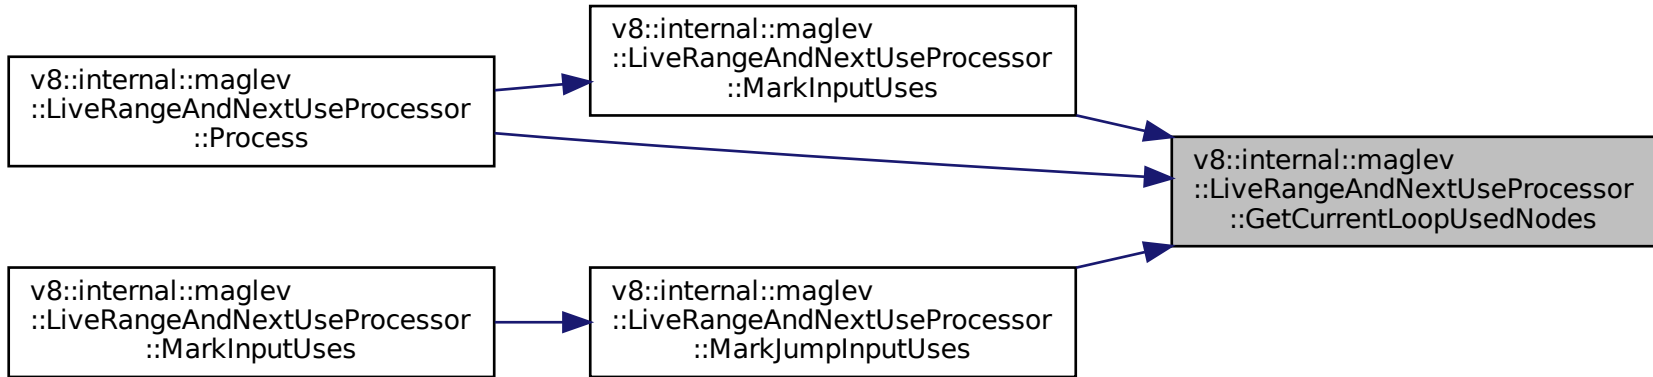 v8::internal::maglev
::LiveRangeAndNextUseProcessor
::Process
v8::internal::maglev
::LiveRangeAndNextUseProcessor
::MarkInputUses
v8::internal::maglev
::LiveRangeAndNextUseProcessor
::GetCurrentLoopUsedNodes
v8::internal::maglev
::LiveRangeAndNextUseProcessor
::MarkInputUses
v8::internal::maglev
::LiveRangeAndNextUseProcessor
::MarkJumpInputUses